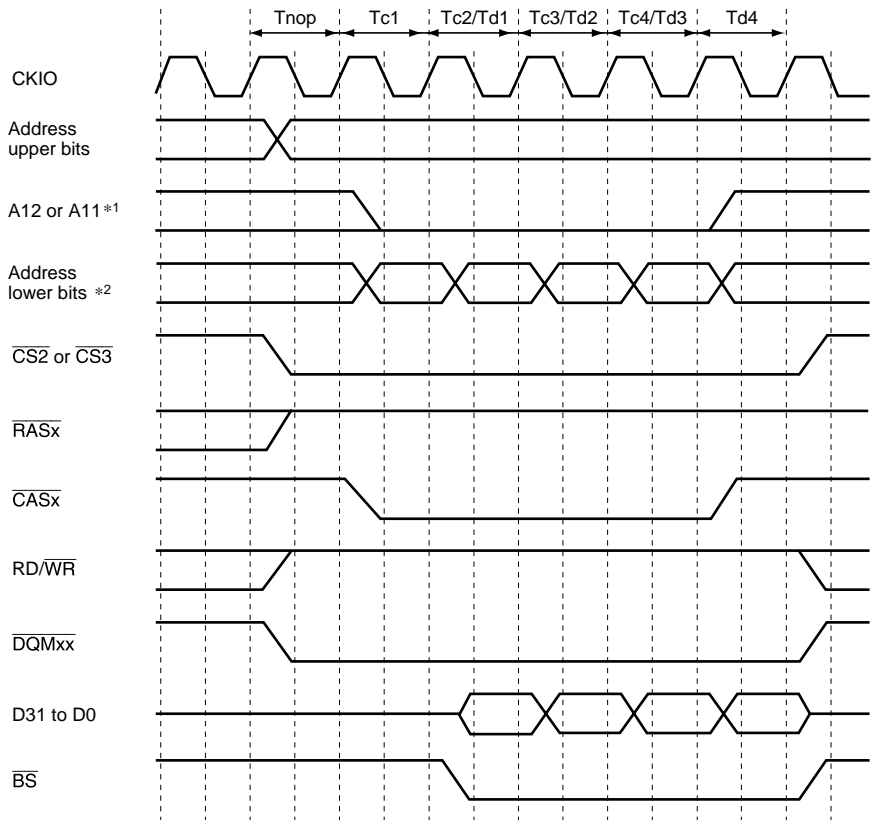 Tnop Tc1 Tc2/Td1 Tc3/Td2 Tc4/Td3 Td4
CKIO
Address
upper bits
A12 or A11 *1
Address
lower bits *2
CS2 or CS3
RASx
CASx
RD/WR
DQMxx
D31 to D0
BS